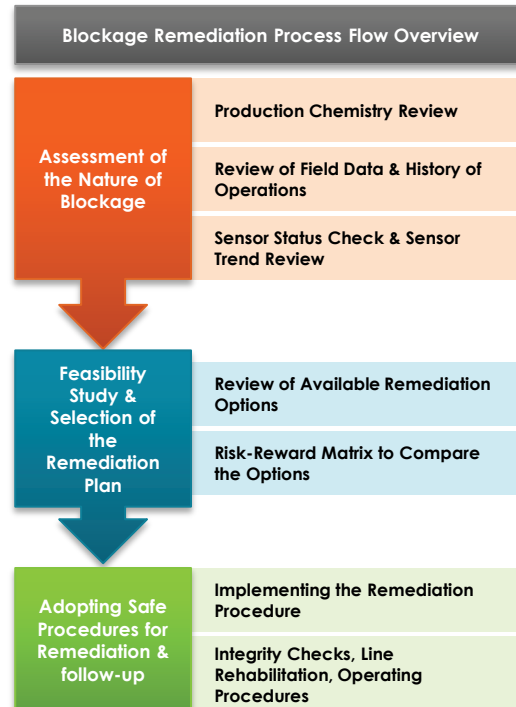 Blockage Remediation Process Flow Overview
Assessment of
the Nature of
Blockage
Production Chemistry Review
Review of Field Data & History of
Operations
Sensor Status Check & Sensor
Trend Review
Feasibility
Study &
Selection of
the
Remediation
Plan
Review of Available Remediation
Options
Risk-Reward Matrix to Compare
the Options
Adopting Safe
Procedures for
Remediation &
follow-up
Implementing the Remediation
Procedure
Integrity Checks, Line
Rehabilitation, Operating
Procedures